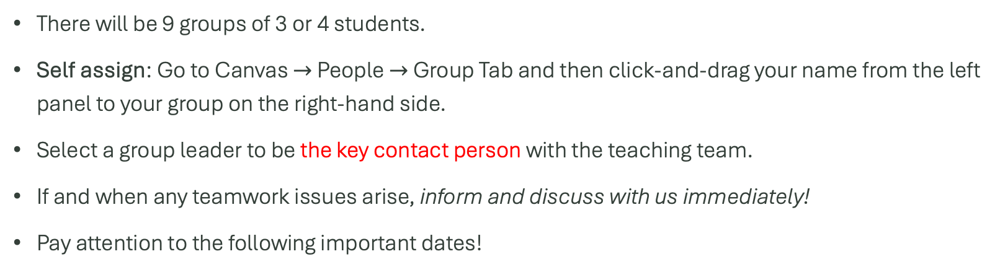 • There will be 9 groups of 3 or 4 students.
• Self assign: Go to Canvas → People → Group Tab and then click-and-drag your name from the left
panel to your group on the right-hand side.
• Select a group leader to be the key contact person with the teaching team.
• If and when any teamwork issues arise, inform and discuss with us immediately!
• Pay attention to the following important dates!